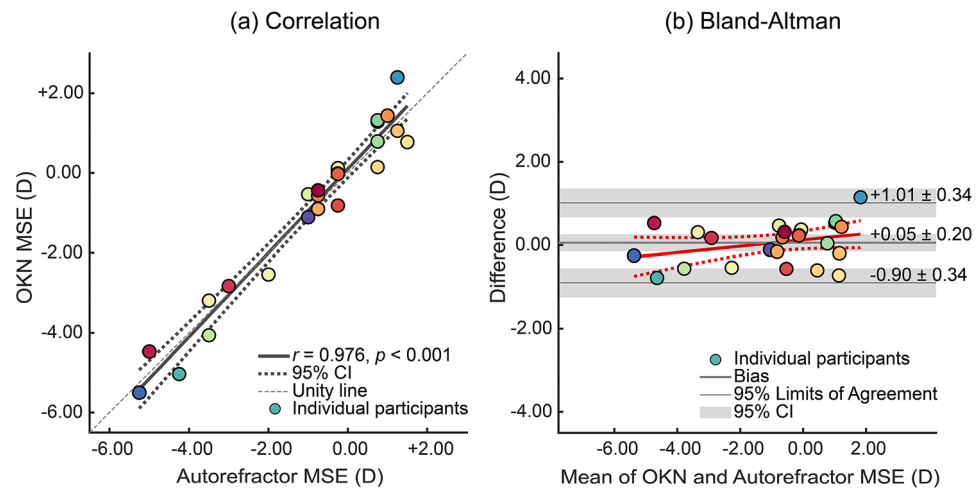 (a) Correlation
+2.00
0.00
-2.00
-4.00
-6.00
OKN MSE (D)
r = 0.976, p < 0.001
95% CI
Unity line
Individual participants
-6.00 -4.00 -2.00 0.00 +2.00
Autorefractor MSE (D)
(b) Bland-Altman
4.00
2.00
0.00
-2.00
-4.00
Difference (D)
+1.01 ± 0.34
+0.05 ± 0.20
-0.90 ± 0.34
Individual participants
Bias
95% Limits of Agreement
95% CI
-6.00 -4.00 -2.00 0.00 2.00
Mean of OKN and Autorefractor MSE (D)